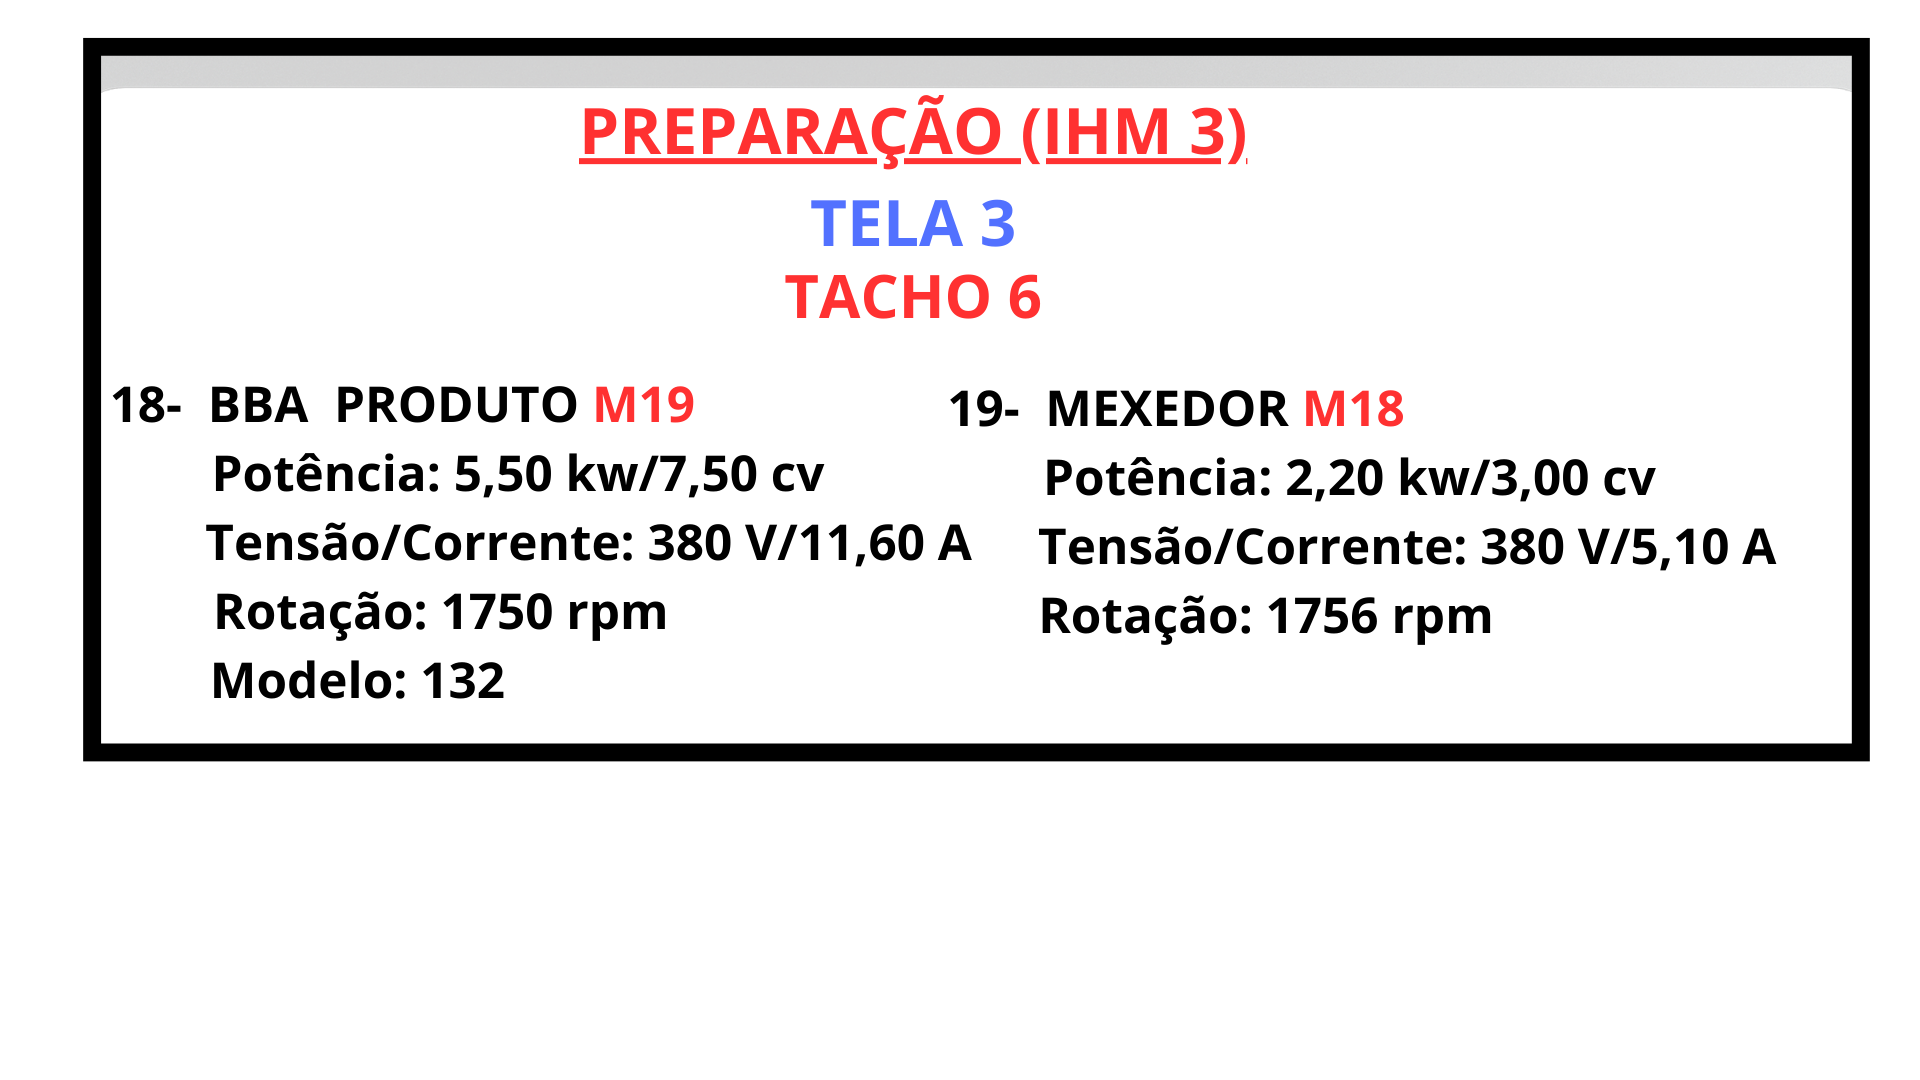 PREPARAÇÃO (IHM 3)
TELA 3
TACHO 6
18- BBA PRODUTO M19
Potência: 5,50 kw/7,50 cv
Tensão/Corrente: 380 V/11,60 A
Rotação: 1750 rpm
Modelo: 132
19- MEXEDOR M18
Potência: 2,20 kw/3,00 cv
Tensão/Corrente: 380 V/5,10 A
Rotação: 1756 rpm